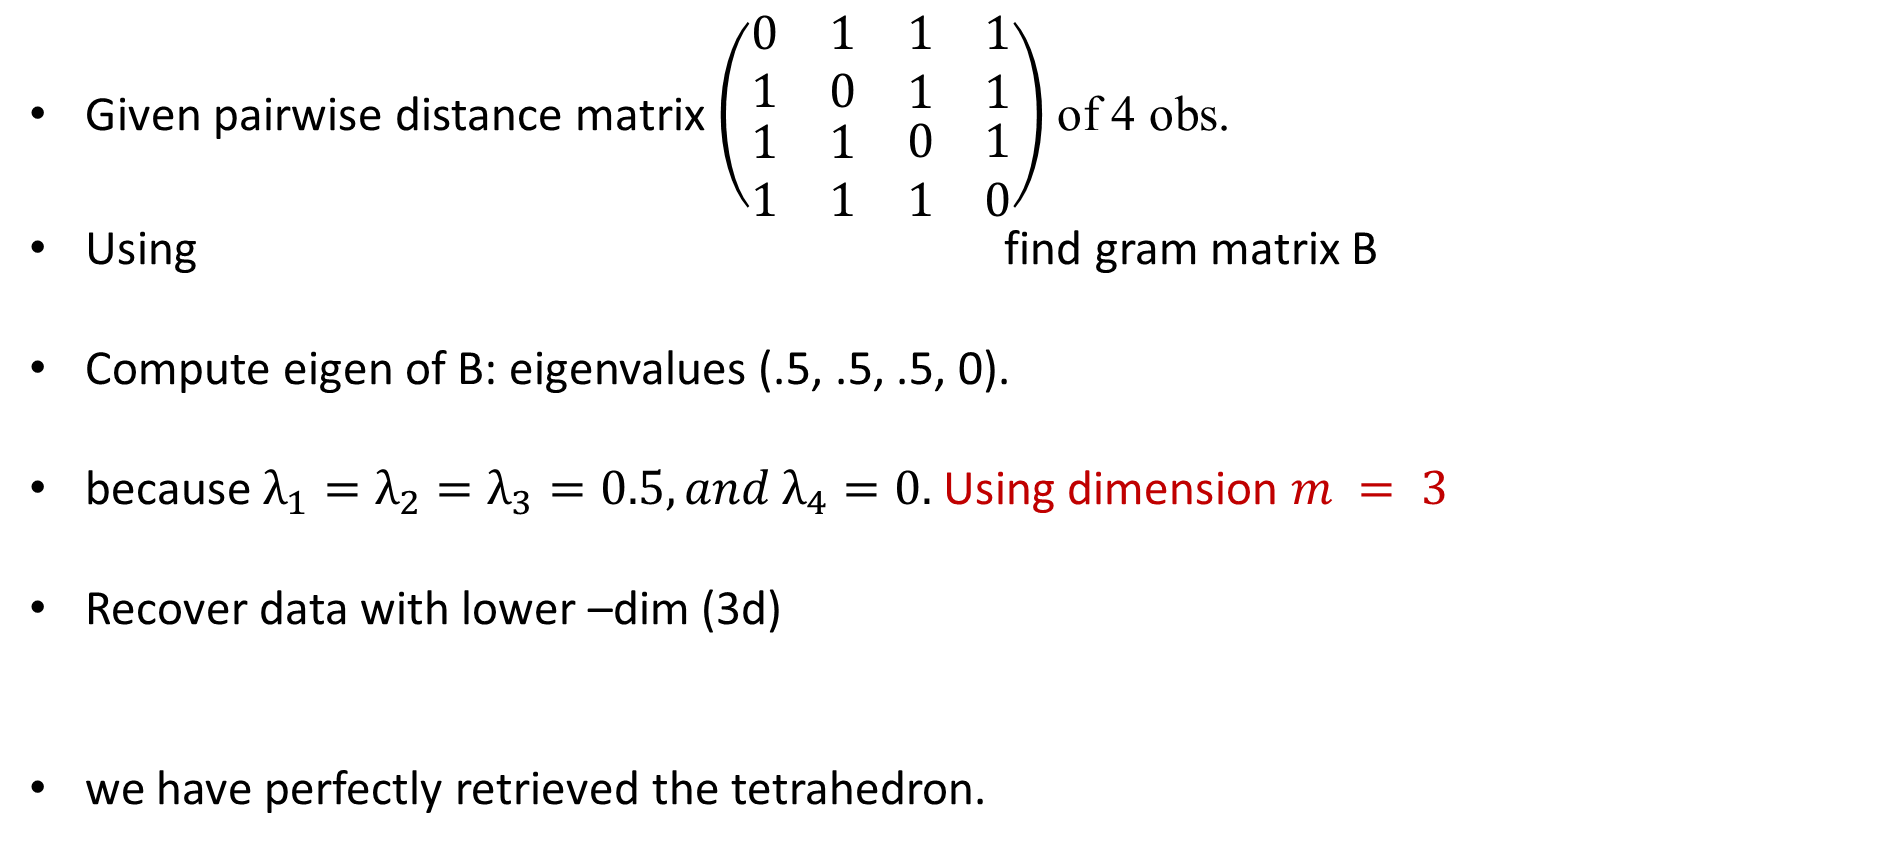 • Given pairwise distance matrix
0 1 1 1
1 0 1 1
1 1 0 1
1 1 1 0
of 4 obs.
• Using find gram matrix B
• Compute eigen of B: eigenvalues (.5, .5, .5, 0).
• because λ₁ = λ₂ = λ₃ = 0.5, and λ₄ = 0. Using dimension m = 3
• Recover data with lower –dim (3d)
• we have perfectly retrieved the tetrahedron.